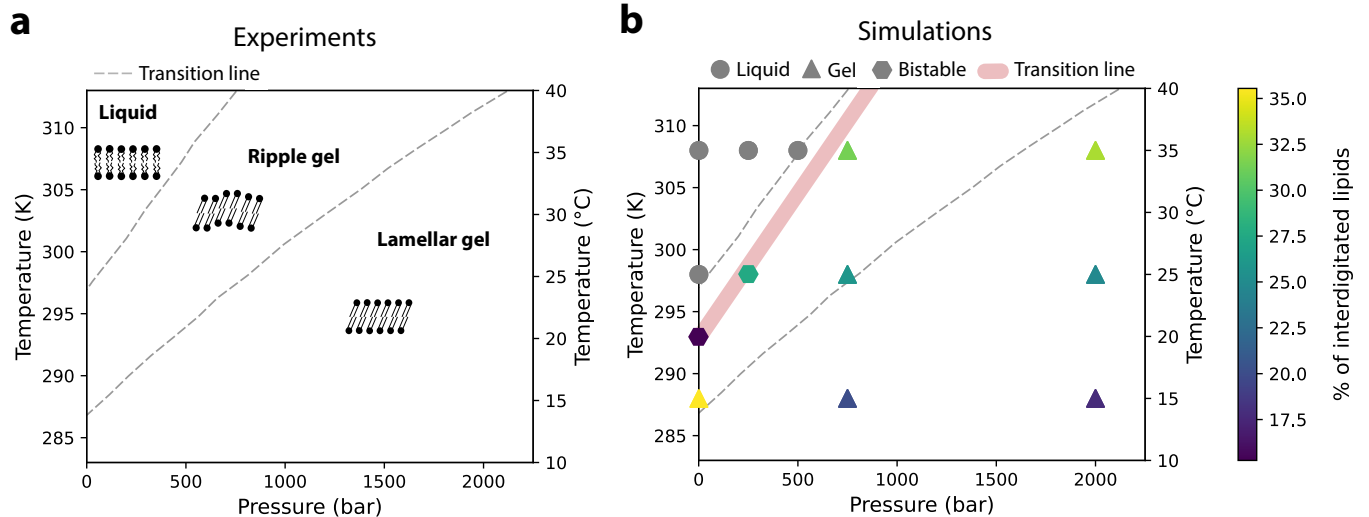 a
Experiments
Transition line
Liquid
Ripple gel
Lamellar gel
310
305
300
295
290
285
Temperature (K)
40
35
30
25
20
15
10
Temperature (°C)
0
500
1000
1500
2000
Pressure (bar)
b
Simulations
Liquid
Gel
Bistable
Transition line
310
305
300
295
290
285
Temperature (K)
40
35
30
25
20
15
10
Temperature (°C)
0
500
1000
1500
2000
Pressure (bar)
35.0
32.5
30.0
27.5
25.0
22.5
20.0
17.5
% of interdigitated lipids